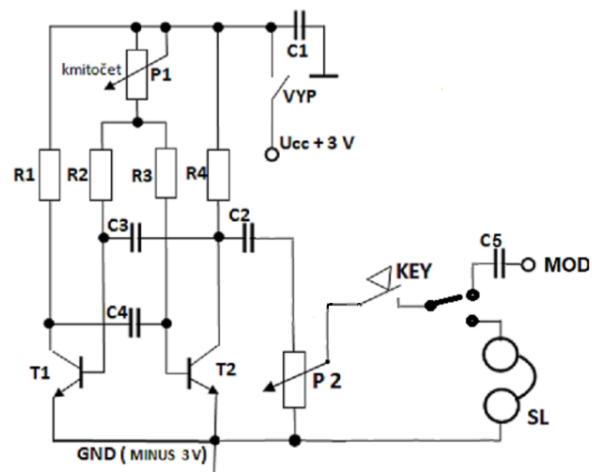 C1
kmitočet
P1
VYP
Ucc + 3 V
R1
R2
R3
R4
C3
C2
C5
MOD
KEY
C4
T1
T2
P 2
SL
GND ( MINUS 3V)